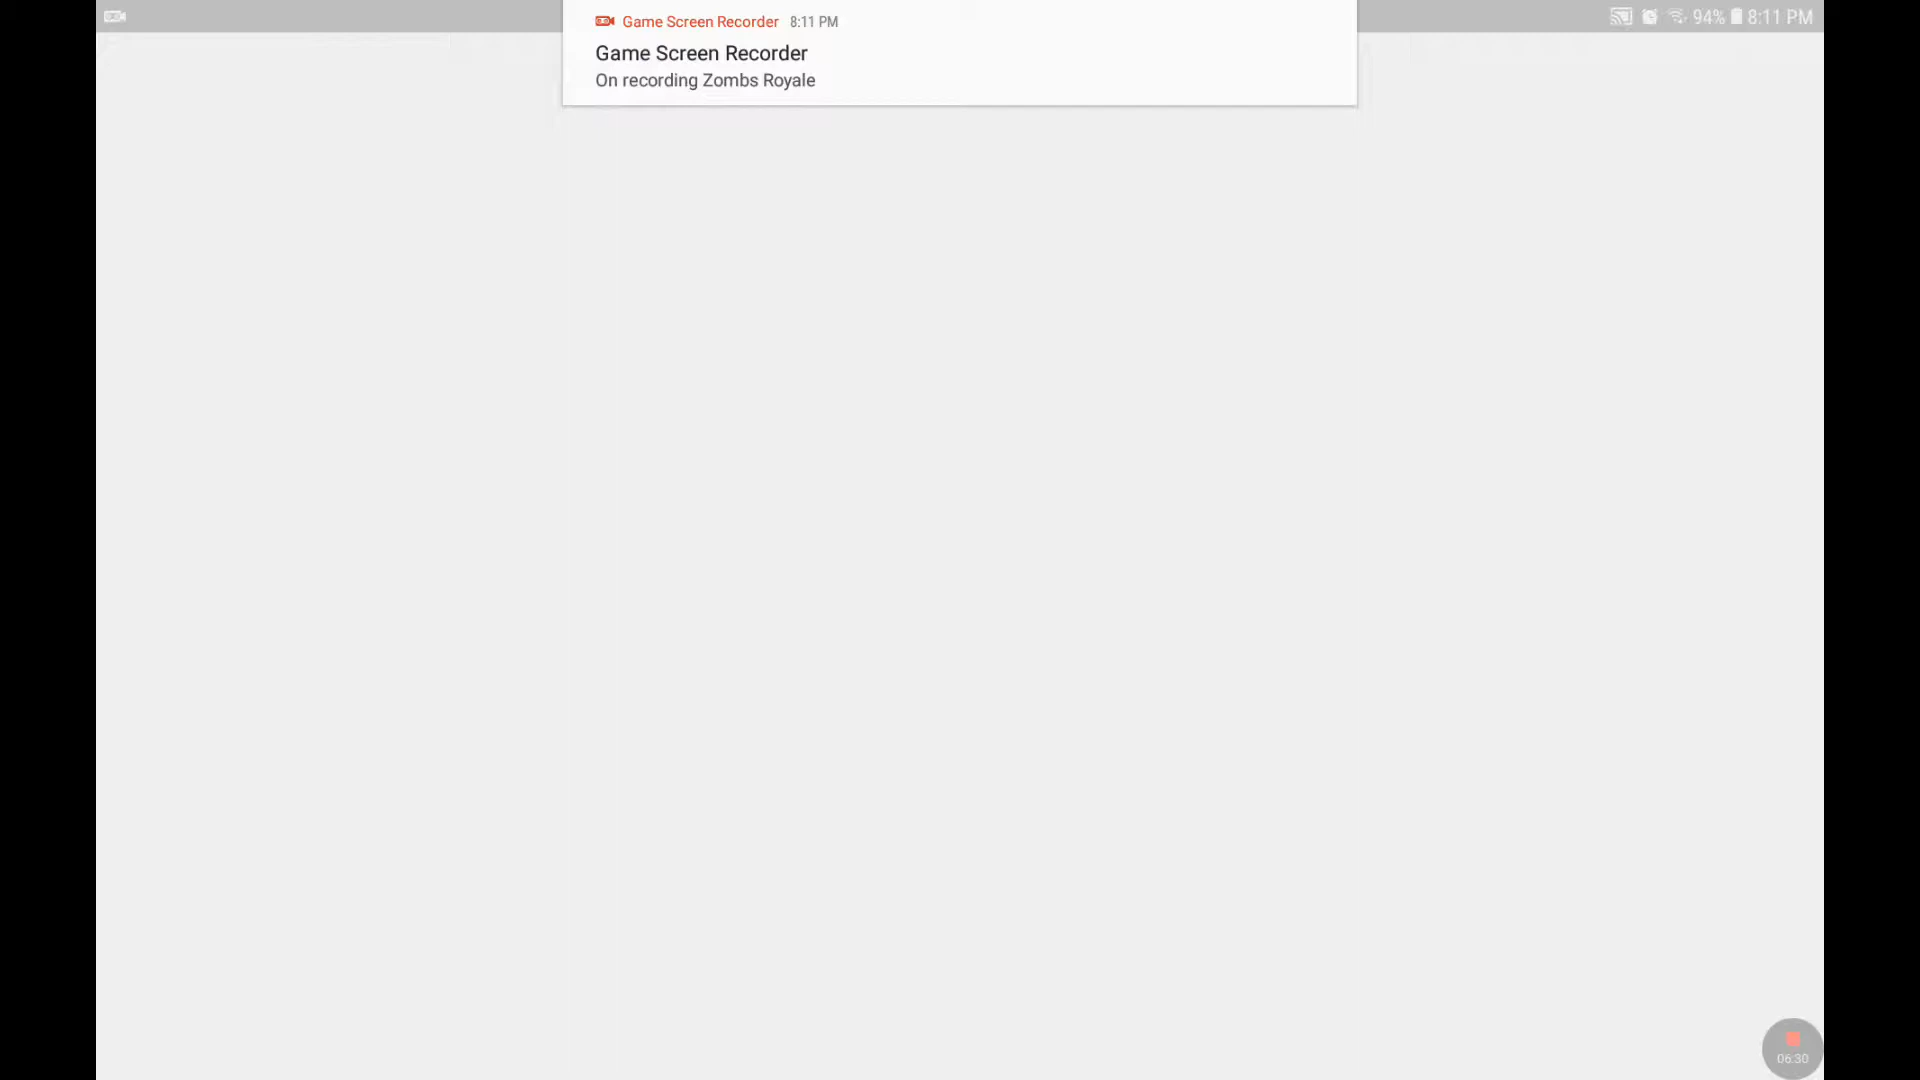 Game Screen Recorder 8:11 PM
94% 8:11 PM
Game Screen Recorder
On recording Zombs Royale
06:30